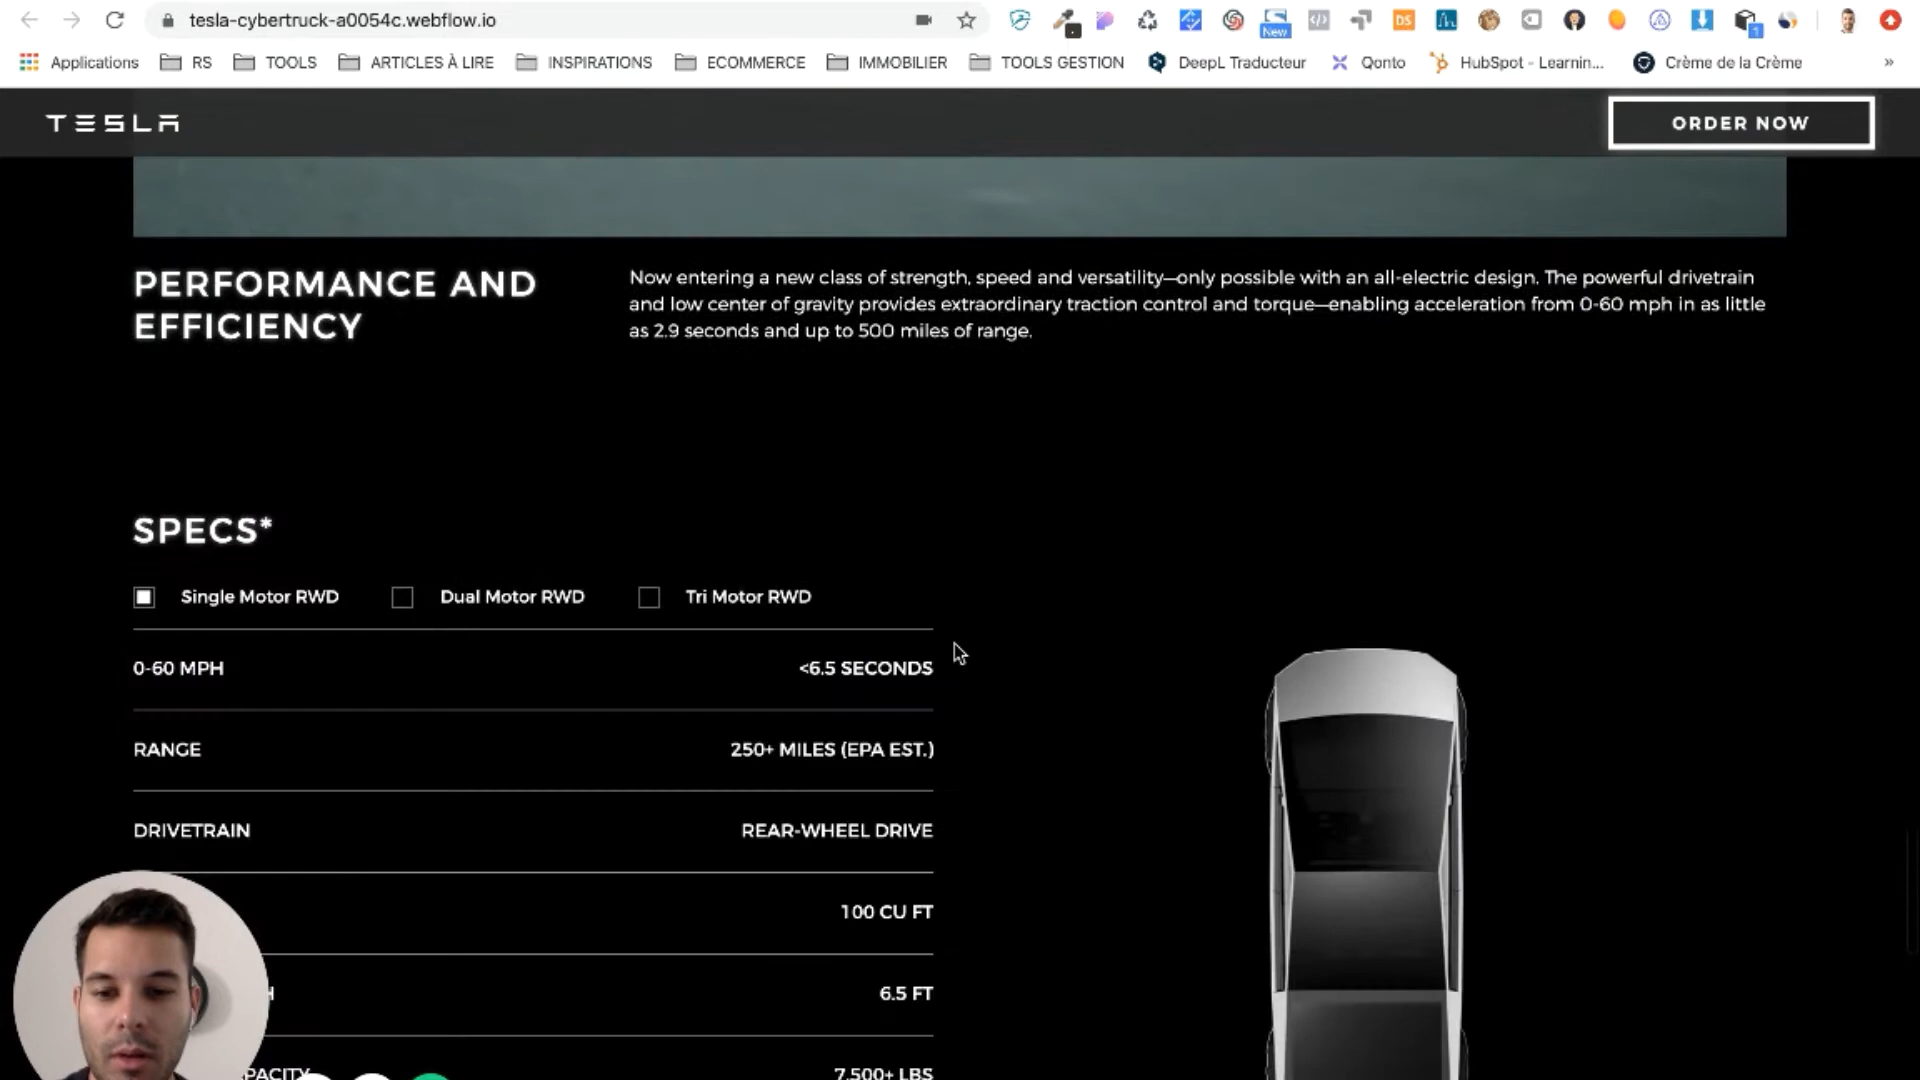 tesla-cybertruck-a0054c.webflow.io
New
DS
1
Applications RS TOOLS ARTICLES À LIRE INSPIRATIONS ECOMMERCE IMMOBILIER TOOLS GESTION DeepL Traducteur Qonto HubSpot - Learnin... Crème de la Crème »
TESLA
ORDER NOW
PERFORMANCE AND
EFFICIENCY
Now entering a new class of strength, speed and versatility—only possible with an all-electric design. The powerful drivetrain
and low center of gravity provides extraordinary traction control and torque—enabling acceleration from 0-60 mph in as little
as 2.9 seconds and up to 500 miles of range.
SPECS*
Single Motor RWD Dual Motor RWD Tri Motor RWD
0-60 MPH <6.5 SECONDS
RANGE 250+ MILES (EPA EST.)
DRIVETRAIN REAR-WHEEL DRIVE
100 CU FT
H 6.5 FT
PACITY 7,500+ LBS